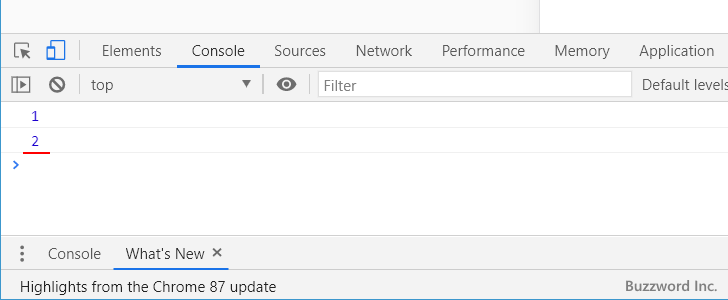 Elements Console Sources Network Performance Memory Application
top Filter Default levels
1
2
Console What's New
Highlights from the Chrome 87 update
Buzzword Inc.